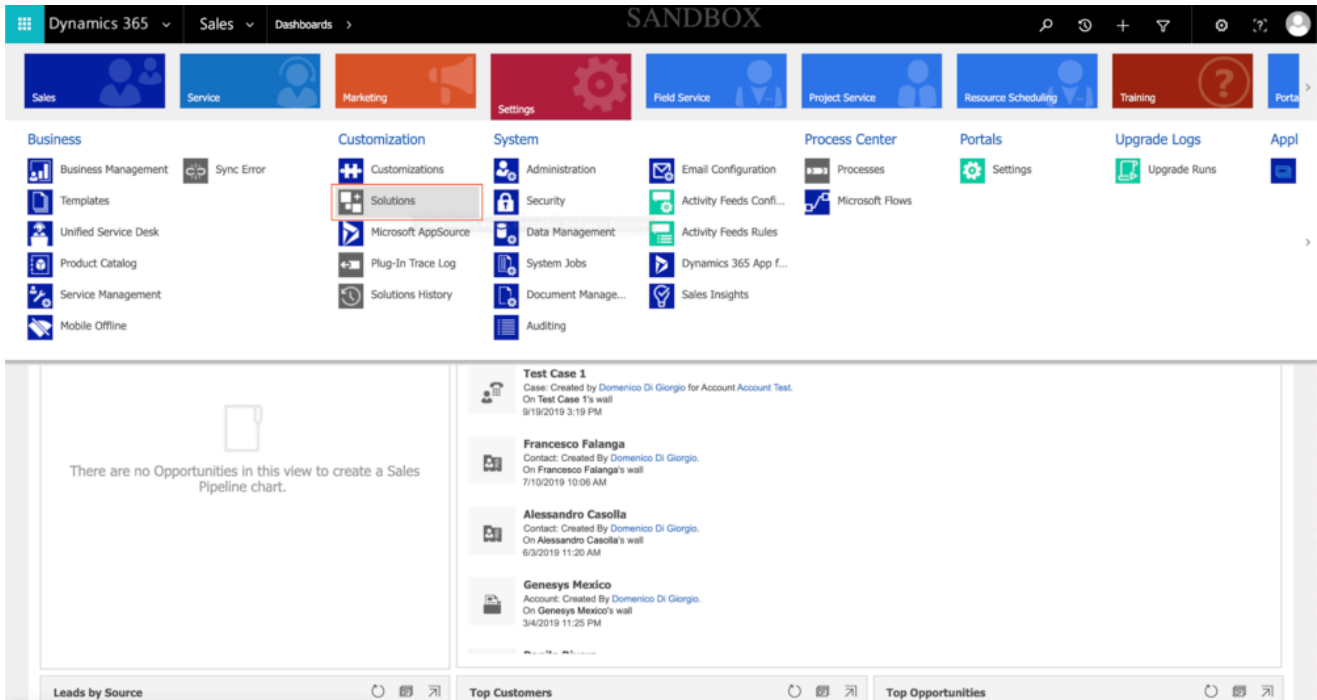 Dynamics 365 Sales Dashboards SANDBOX
Sales Service Marketing Settings Field Service Project Service Resource Scheduling Training Porta
Business Customization System Process Center Portals Upgrade Logs Appl
Business Management Sync Error Customizations Administration Email Configuration Processes Settings Upgrade Runs
Templates Solutions Security Activity Feeds Confi... Microsoft Flows
Unified Service Desk Microsoft AppSource Data Management Activity Feeds Rules
Product Catalog Plug-In Trace Log System Jobs Dynamics 365 App f...
Service Management Solutions History Document Manage... Sales Insights
Mobile Offline Auditing
There are no Opportunities in this view to create a Sales
Pipeline chart.
Test Case 1
Case: Created by Domenico Di Giorgio for Account Account Test.
On Test Case 1's wall
9/19/2019 3:19 PM
Francesco Falanga
Contact: Created By Domenico Di Giorgio.
On Francesco Falanga's wall
7/10/2019 10:06 AM
Alessandro Casolla
Contact: Created By Domenico Di Giorgio.
On Alessandro Casolla's wall
6/3/2019 11:20 AM
Genesys Mexico
Account: Created By Domenico Di Giorgio.
On Genesys Mexico's wall
3/4/2019 11:25 PM
Leads by Source Top Customers Top Opportunities